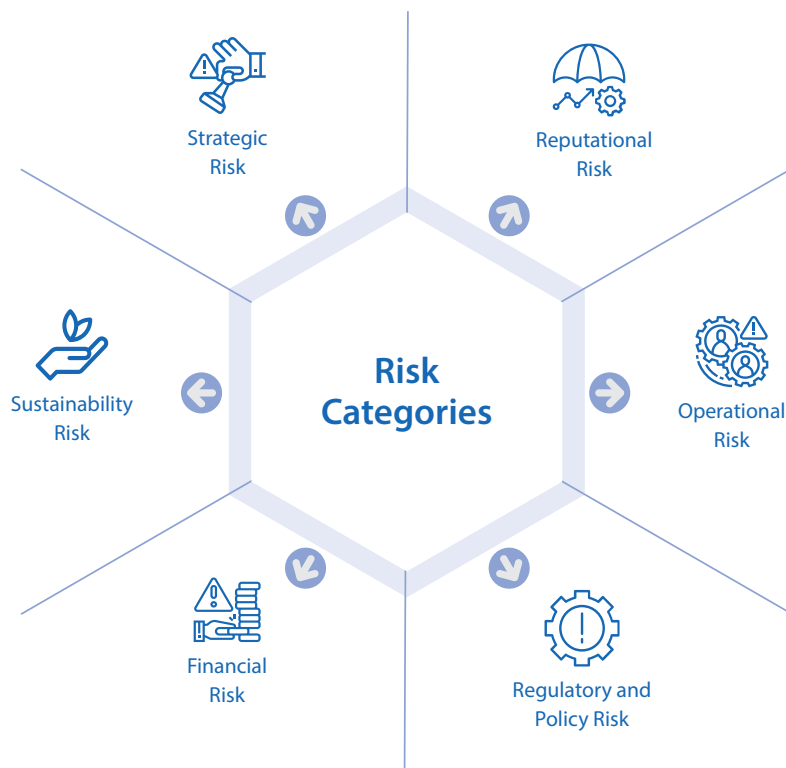 Strategic
Risk
Reputational
Risk
Sustainability
Risk
Risk
Categories
Operational
Risk
Financial
Risk
Regulatory and
Policy Risk